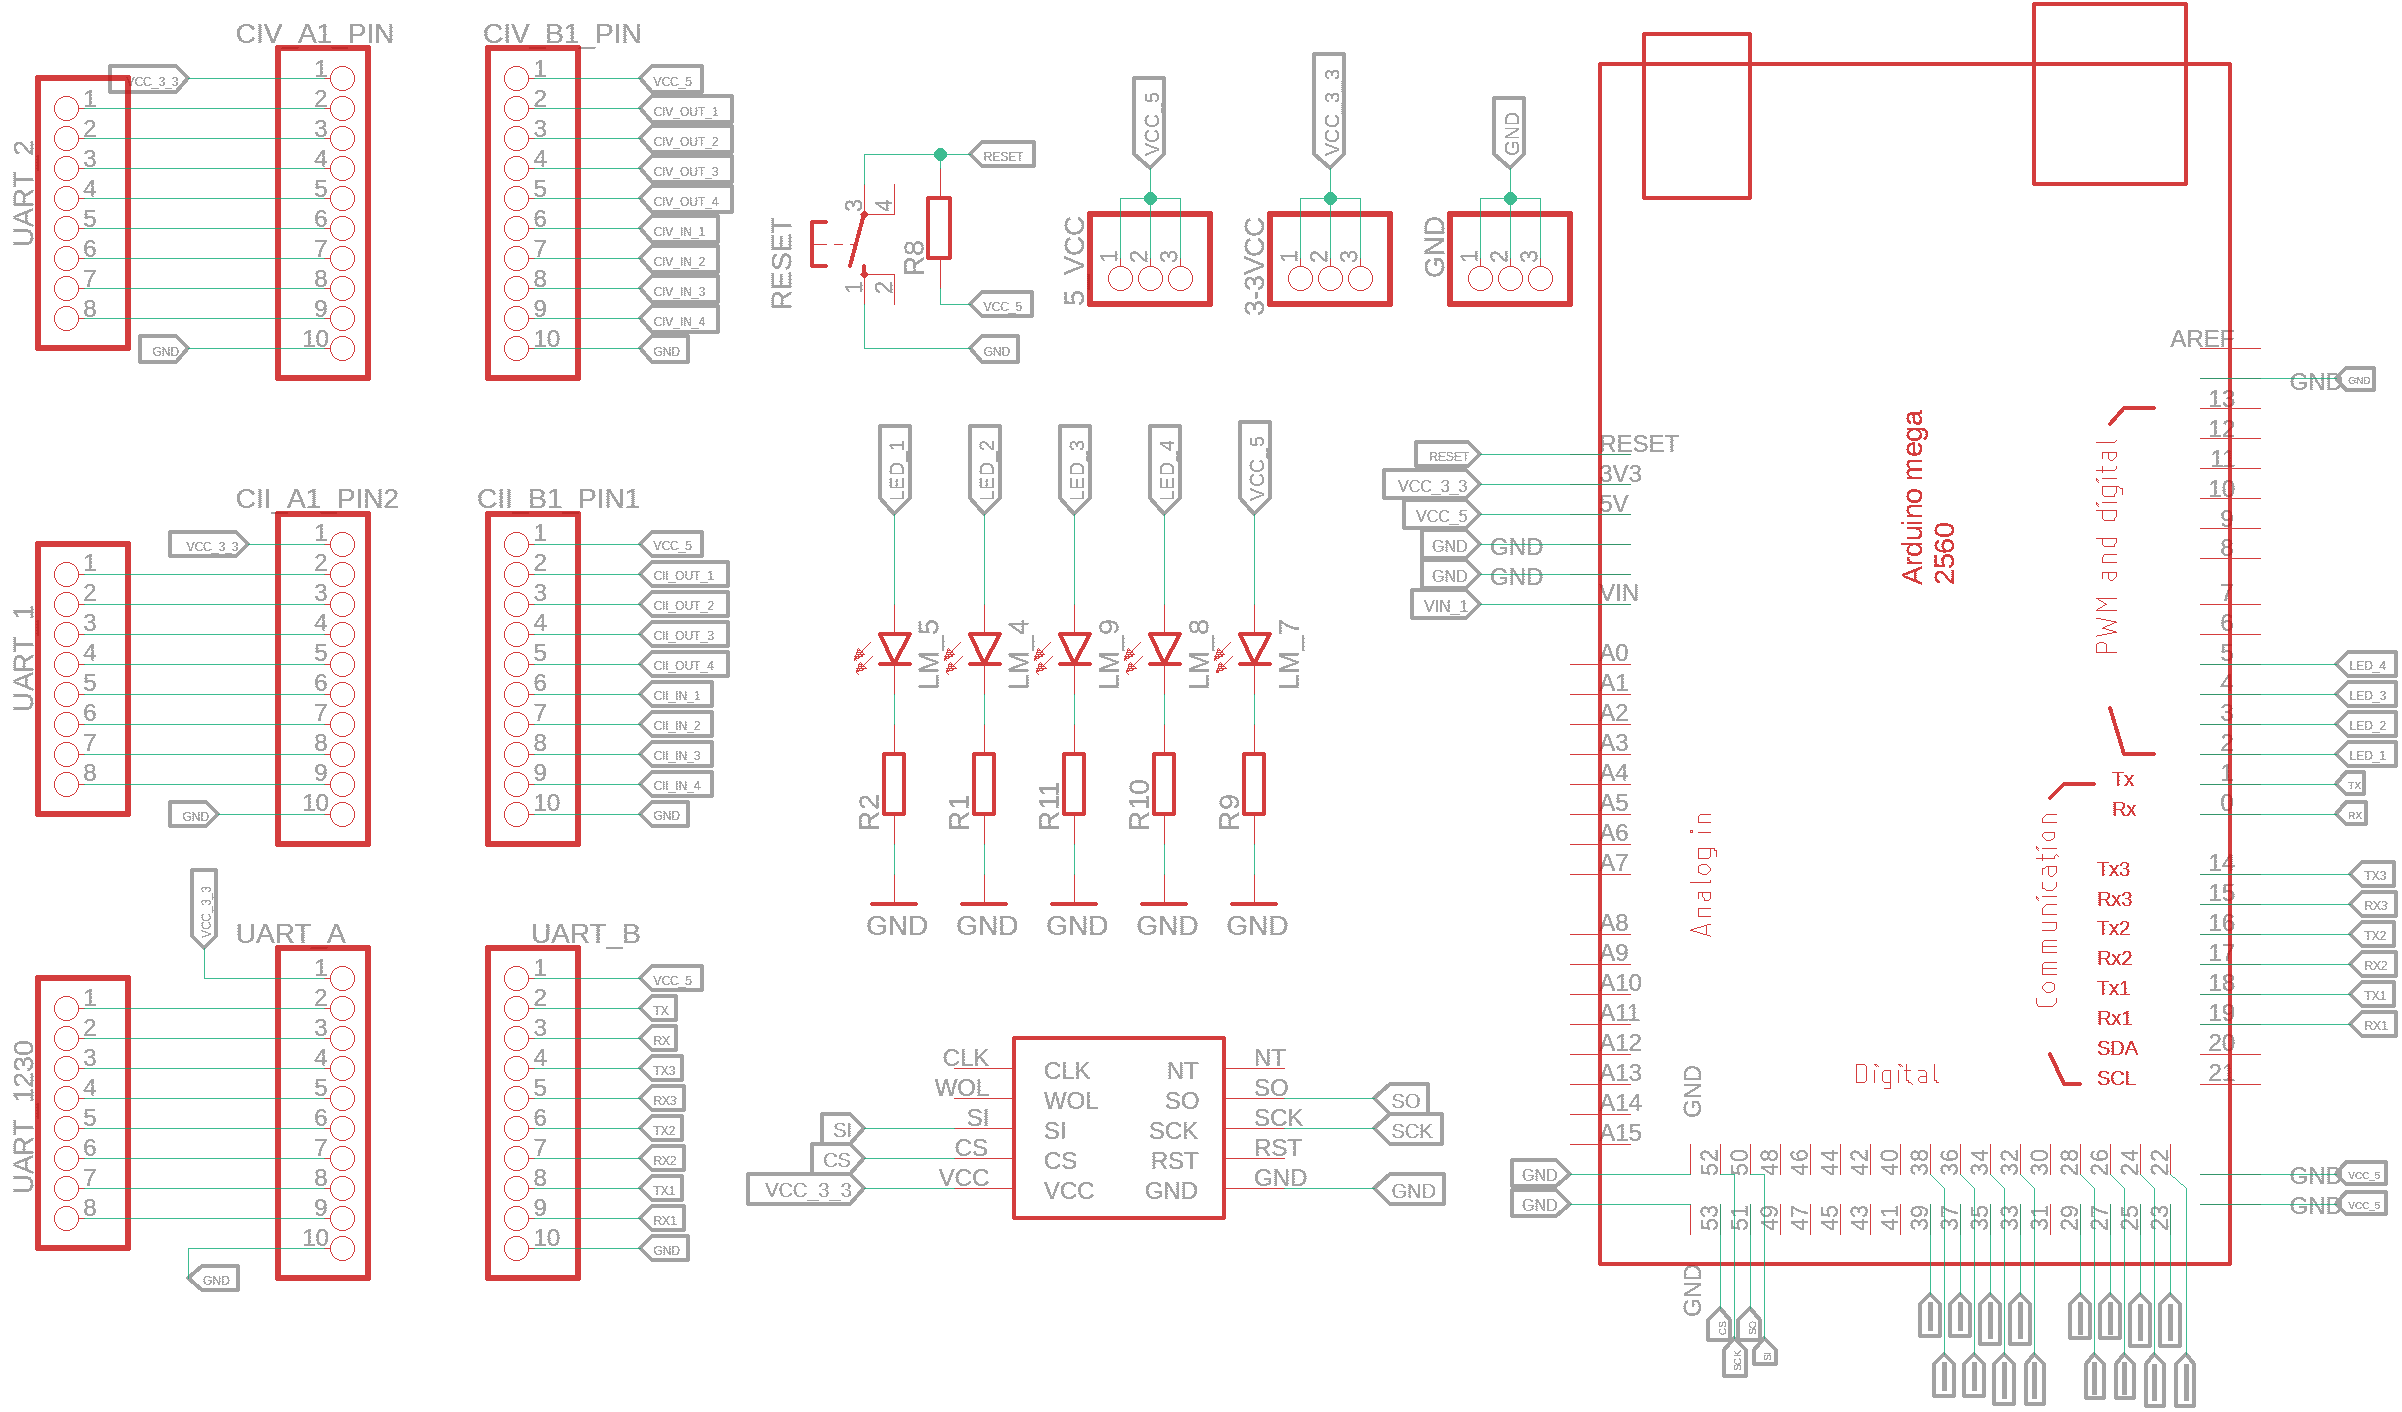 CIV_A1_PIN
VCC_3_3
1
2
3
4
5
6
7
8
9
10
GND
UART_2
1
2
3
4
5
6
7
8
CIV_B1_PIN
1 VCC_5
2 CIV_OUT_1
3 CIV_OUT_2
4 CIV_OUT_3
5 CIV_OUT_4
6 CIV_IN_1
7 CIV_IN_2
8 CIV_IN_3
9 CIV_IN_4
10 GND
RESET
3 4
1 2
R8
RESET
VCC_5
GND
VCC_5
5_VCC
1 2 3
VCC_3_3
3-3VCC
1 2 3
GND
GND
1 2 3
CII_A1_PIN2
VCC_3_3
1
2
3
4
5
6
7
8
9
10
GND
UART_1
1
2
3
4
5
6
7
8
CII_B1_PIN1
1 VCC_5
2 CII_OUT_1
3 CII_OUT_2
4 CII_OUT_3
5 CII_OUT_4
6 CII_IN_1
7 CII_IN_2
8 CII_IN_3
9 CII_IN_4
10 GND
LED_1 LED_2 LED_3 LED_4 VCC_5
LM_5 LM_4 LM_9 LM_8 LM_7
R2 R1 R11 R10 R9
GND GND GND GND GND
VCC_3_3
UART_A
1
2
3
4
5
6
7
8
9
10
GND
UART_1230
1
2
3
4
5
6
7
8
UART_B
1 VCC_5
2 TX
3 RX
4 TX3
5 RX3
6 TX2
7 RX2
8 TX1
9 RX1
10 GND
CLK CLK NT NT
WOL WOL SO SO SO
SI SI SI SCK SCK SCK
CS CS CS RST RST
VCC_3_3 VCC VCC GND GND GND
Arduino mega
2560
RESET RESET
VCC_3_3 3V3
VCC_5 5V
GND GND
GND GND
VIN_1 VIN
A0
A1
A2
A3
A4
A5
A6
A7
A8
A9
A10
A11
A12
A13
A14
A15
Analog in
AREF
GND GND
13
12
11
10
9
8
7
6
5 LED_4
4 LED_3
3 LED_2
2 LED_1
Tx 1 TX
Rx 0 RX
PWM and digital
Communication
Tx3 14 TX3
Rx3 15 RX3
Tx2 16 TX2
Rx2 17 RX2
Tx1 18 TX1
Rx1 19 RX1
SDA 20
SCL 21
Digital
GND
GND
52 50 48 46 44 42 40 38 36 34 32 30 28 26 24 22
GND VCC_5
GND
53 51 49 47 45 43 41 39 37 35 33 31 29 27 25 23
GND VCC_5
GND
CS SO
SCK SI